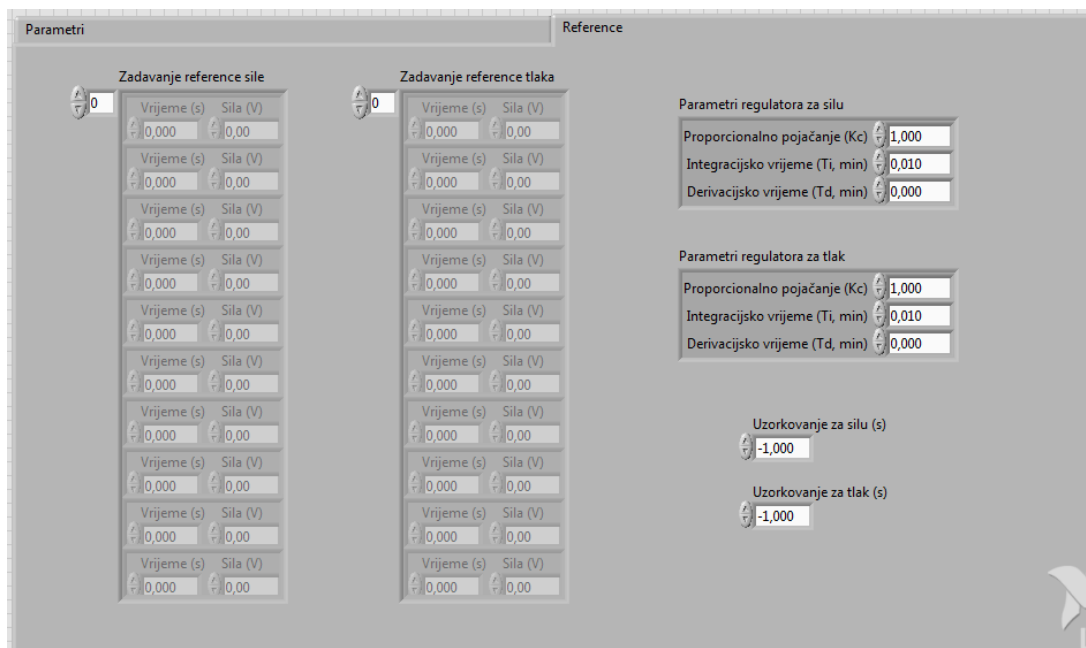 Parametri Reference
Zadavanje reference sile Zadavanje reference tlaka
0 0
Vrijeme (s) Sila (V) Vrijeme (s) Sila (V)
0,000 0,00 0,000 0,00
Vrijeme (s) Sila (V) Vrijeme (s) Sila (V)
0,000 0,00 0,000 0,00
Vrijeme (s) Sila (V) Vrijeme (s) Sila (V)
0,000 0,00 0,000 0,00
Vrijeme (s) Sila (V) Vrijeme (s) Sila (V)
0,000 0,00 0,000 0,00
Vrijeme (s) Sila (V) Vrijeme (s) Sila (V)
0,000 0,00 0,000 0,00
Vrijeme (s) Sila (V) Vrijeme (s) Sila (V)
0,000 0,00 0,000 0,00
Vrijeme (s) Sila (V) Vrijeme (s) Sila (V)
0,000 0,00 0,000 0,00
Vrijeme (s) Sila (V) Vrijeme (s) Sila (V)
0,000 0,00 0,000 0,00
Vrijeme (s) Sila (V) Vrijeme (s) Sila (V)
0,000 0,00 0,000 0,00
Vrijeme (s) Sila (V) Vrijeme (s) Sila (V)
0,000 0,00 0,000 0,00
Parametri regulatora za silu
Proporcionalno pojačanje (Kc) 1,000
Integracijsko vrijeme (Ti, min) 0,010
Derivacijsko vrijeme (Td, min) 0,000
Parametri regulatora za tlak
Proporcionalno pojačanje (Kc) 1,000
Integracijsko vrijeme (Ti, min) 0,010
Derivacijsko vrijeme (Td, min) 0,000
Uzorkovanje za silu (s)
-1,000
Uzorkovanje za tlak (s)
-1,000